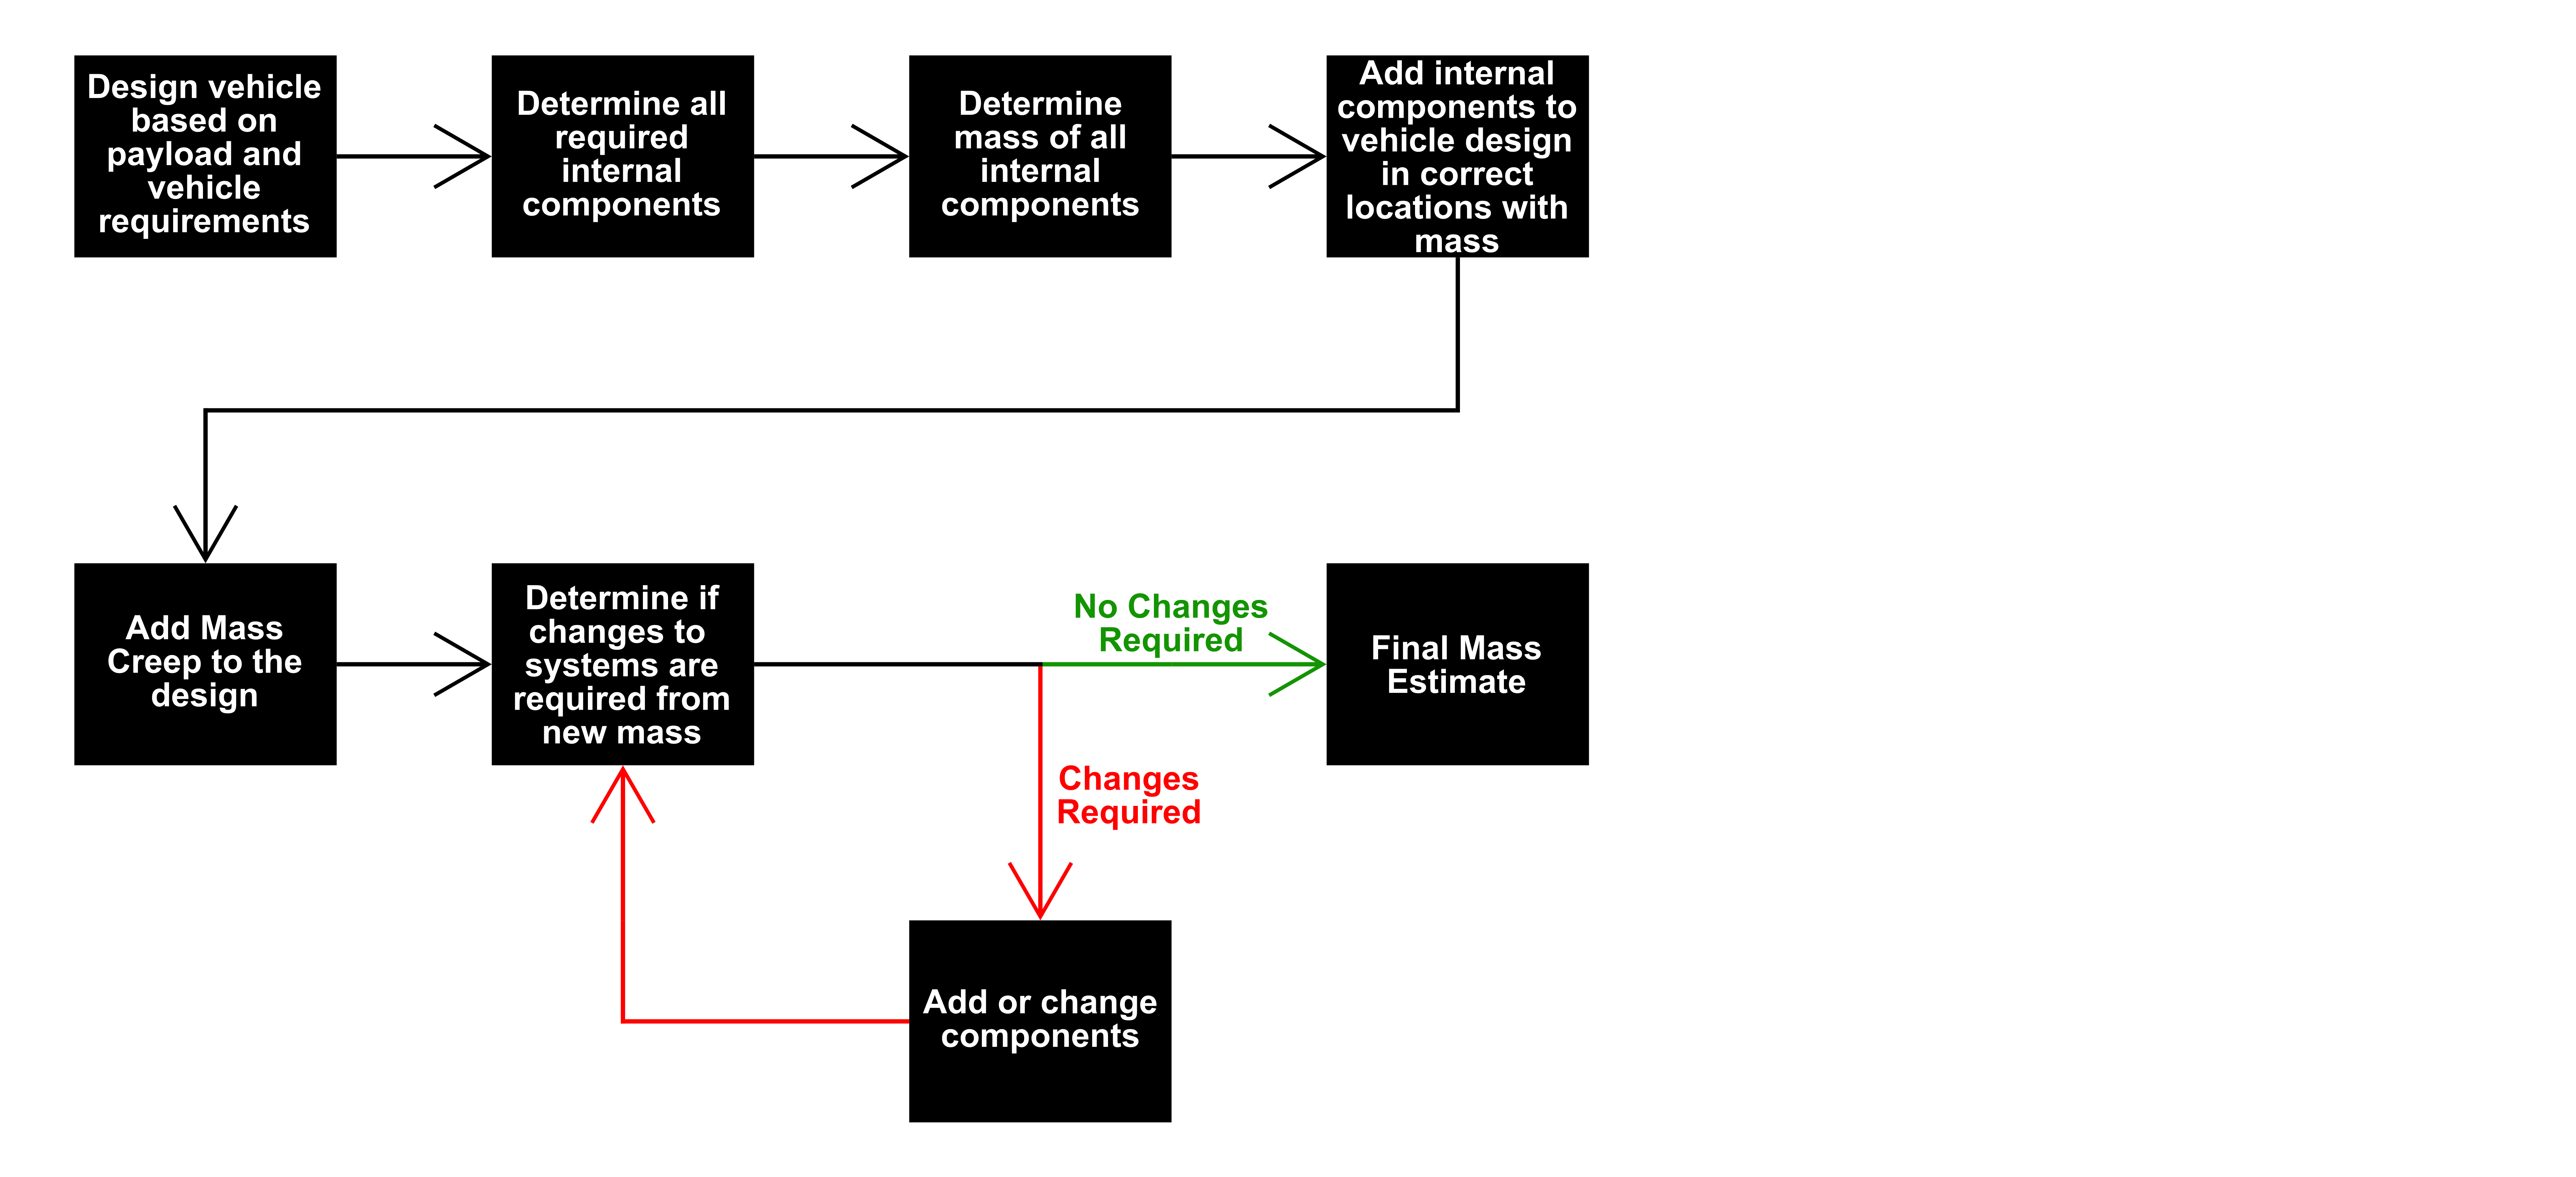 Design vehicle
based on
payload and
vehicle
requirements
Determine all
required
internal
components
Determine
mass of all
internal
components
Add internal
components to
vehicle design
in correct
locations with
mass
Add Mass
Creep to the
design
Determine if
changes to
systems are
required from
new mass
No Changes
Required
Final Mass
Estimate
Changes
Required
Add or change
components